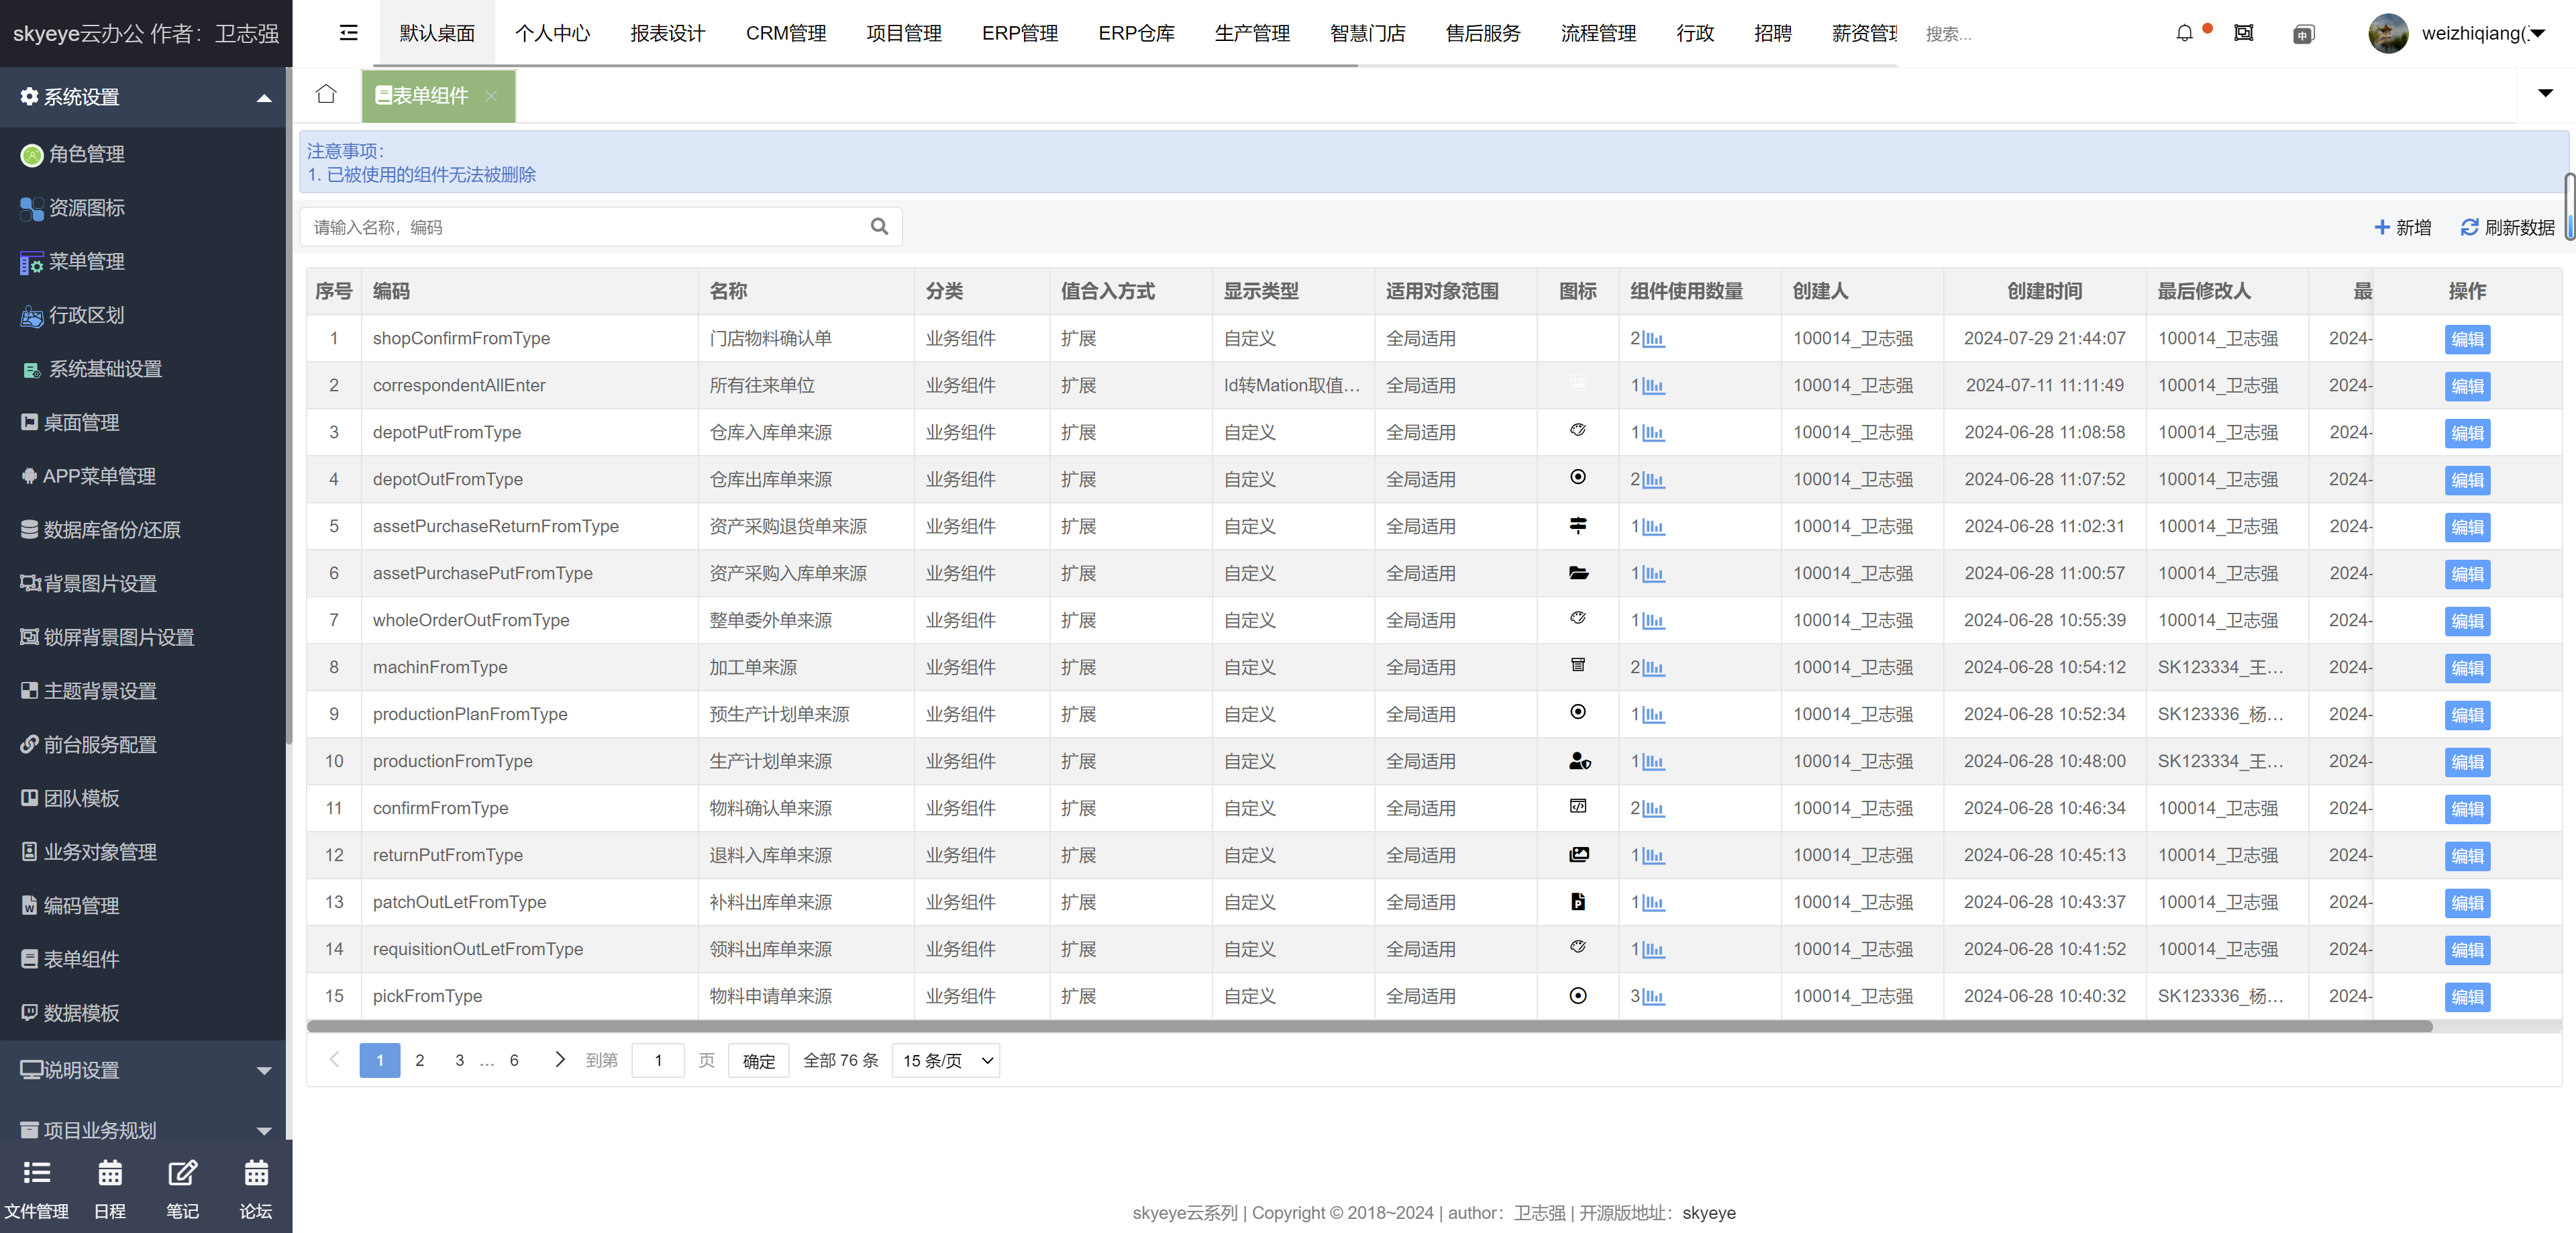 skyeye云办公 作者：卫志强
默认桌面 个人中心 报表设计 CRM管理 项目管理 ERP管理 ERP仓库 生产管理 智慧门店 售后服务 流程管理 行政 招聘 薪资管理 搜索... weizhiqiang(
系统设置
角色管理
资源图标
菜单管理
行政区划
系统基础设置
桌面管理
APP菜单管理
数据库备份/还原
背景图片设置
锁屏背景图片设置
主题背景设置
前台服务配置
团队模板
业务对象管理
编码管理
表单组件
数据模板
说明设置
项目业务规划
文件管理 日程 笔记 论坛
表单组件
注意事项：
1. 已被使用的组件无法被删除
请输入名称，编码 新增 刷新数据
序号 编码 名称 分类 值合入方式 显示类型 适用对象范围 图标 组件使用数量 创建人 创建时间 最后修改人 最 操作
1 shopConfirmFromType 门店物料确认单 业务组件 扩展 自定义 全局适用 2 100014_卫志强 2024-07-29 21:44:07 100014_卫志强 2024- 编辑
2 correspondentAllEnter 所有往来单位 业务组件 扩展 Id转Mation取值... 全局适用 1 100014_卫志强 2024-07-11 11:11:49 100014_卫志强 2024- 编辑
3 depotPutFromType 仓库入库单来源 业务组件 扩展 自定义 全局适用 1 100014_卫志强 2024-06-28 11:08:58 100014_卫志强 2024- 编辑
4 depotOutFromType 仓库出库单来源 业务组件 扩展 自定义 全局适用 2 100014_卫志强 2024-06-28 11:07:52 100014_卫志强 2024- 编辑
5 assetPurchaseReturnFromType 资产采购退货单来源 业务组件 扩展 自定义 全局适用 1 100014_卫志强 2024-06-28 11:02:31 100014_卫志强 2024- 编辑
6 assetPurchasePutFromType 资产采购入库单来源 业务组件 扩展 自定义 全局适用 1 100014_卫志强 2024-06-28 11:00:57 100014_卫志强 2024- 编辑
7 wholeOrderOutFromType 整单委外单来源 业务组件 扩展 自定义 全局适用 1 100014_卫志强 2024-06-28 10:55:39 100014_卫志强 2024- 编辑
8 machinFromType 加工单来源 业务组件 扩展 自定义 全局适用 2 100014_卫志强 2024-06-28 10:54:12 SK123334_王... 2024- 编辑
9 productionPlanFromType 预生产计划单来源 业务组件 扩展 自定义 全局适用 1 100014_卫志强 2024-06-28 10:52:34 SK123336_杨... 2024- 编辑
10 productionFromType 生产计划单来源 业务组件 扩展 自定义 全局适用 1 100014_卫志强 2024-06-28 10:48:00 SK123334_王... 2024- 编辑
11 confirmFromType 物料确认单来源 业务组件 扩展 自定义 全局适用 2 100014_卫志强 2024-06-28 10:46:34 100014_卫志强 2024- 编辑
12 returnPutFromType 退料入库单来源 业务组件 扩展 自定义 全局适用 1 100014_卫志强 2024-06-28 10:45:13 100014_卫志强 2024- 编辑
13 patchOutLetFromType 补料出库单来源 业务组件 扩展 自定义 全局适用 1 100014_卫志强 2024-06-28 10:43:37 100014_卫志强 2024- 编辑
14 requisitionOutLetFromType 领料出库单来源 业务组件 扩展 自定义 全局适用 1 100014_卫志强 2024-06-28 10:41:52 100014_卫志强 2024- 编辑
15 pickFromType 物料申请单来源 业务组件 扩展 自定义 全局适用 3 100014_卫志强 2024-06-28 10:40:32 SK123336_杨... 2024- 编辑
1 2 3 ... 6 到第 1 页 确定 全部 76 条 15 条/页
skyeye云系列 | Copyright © 2018~2024 | author：卫志强 | 开源版地址：skyeye